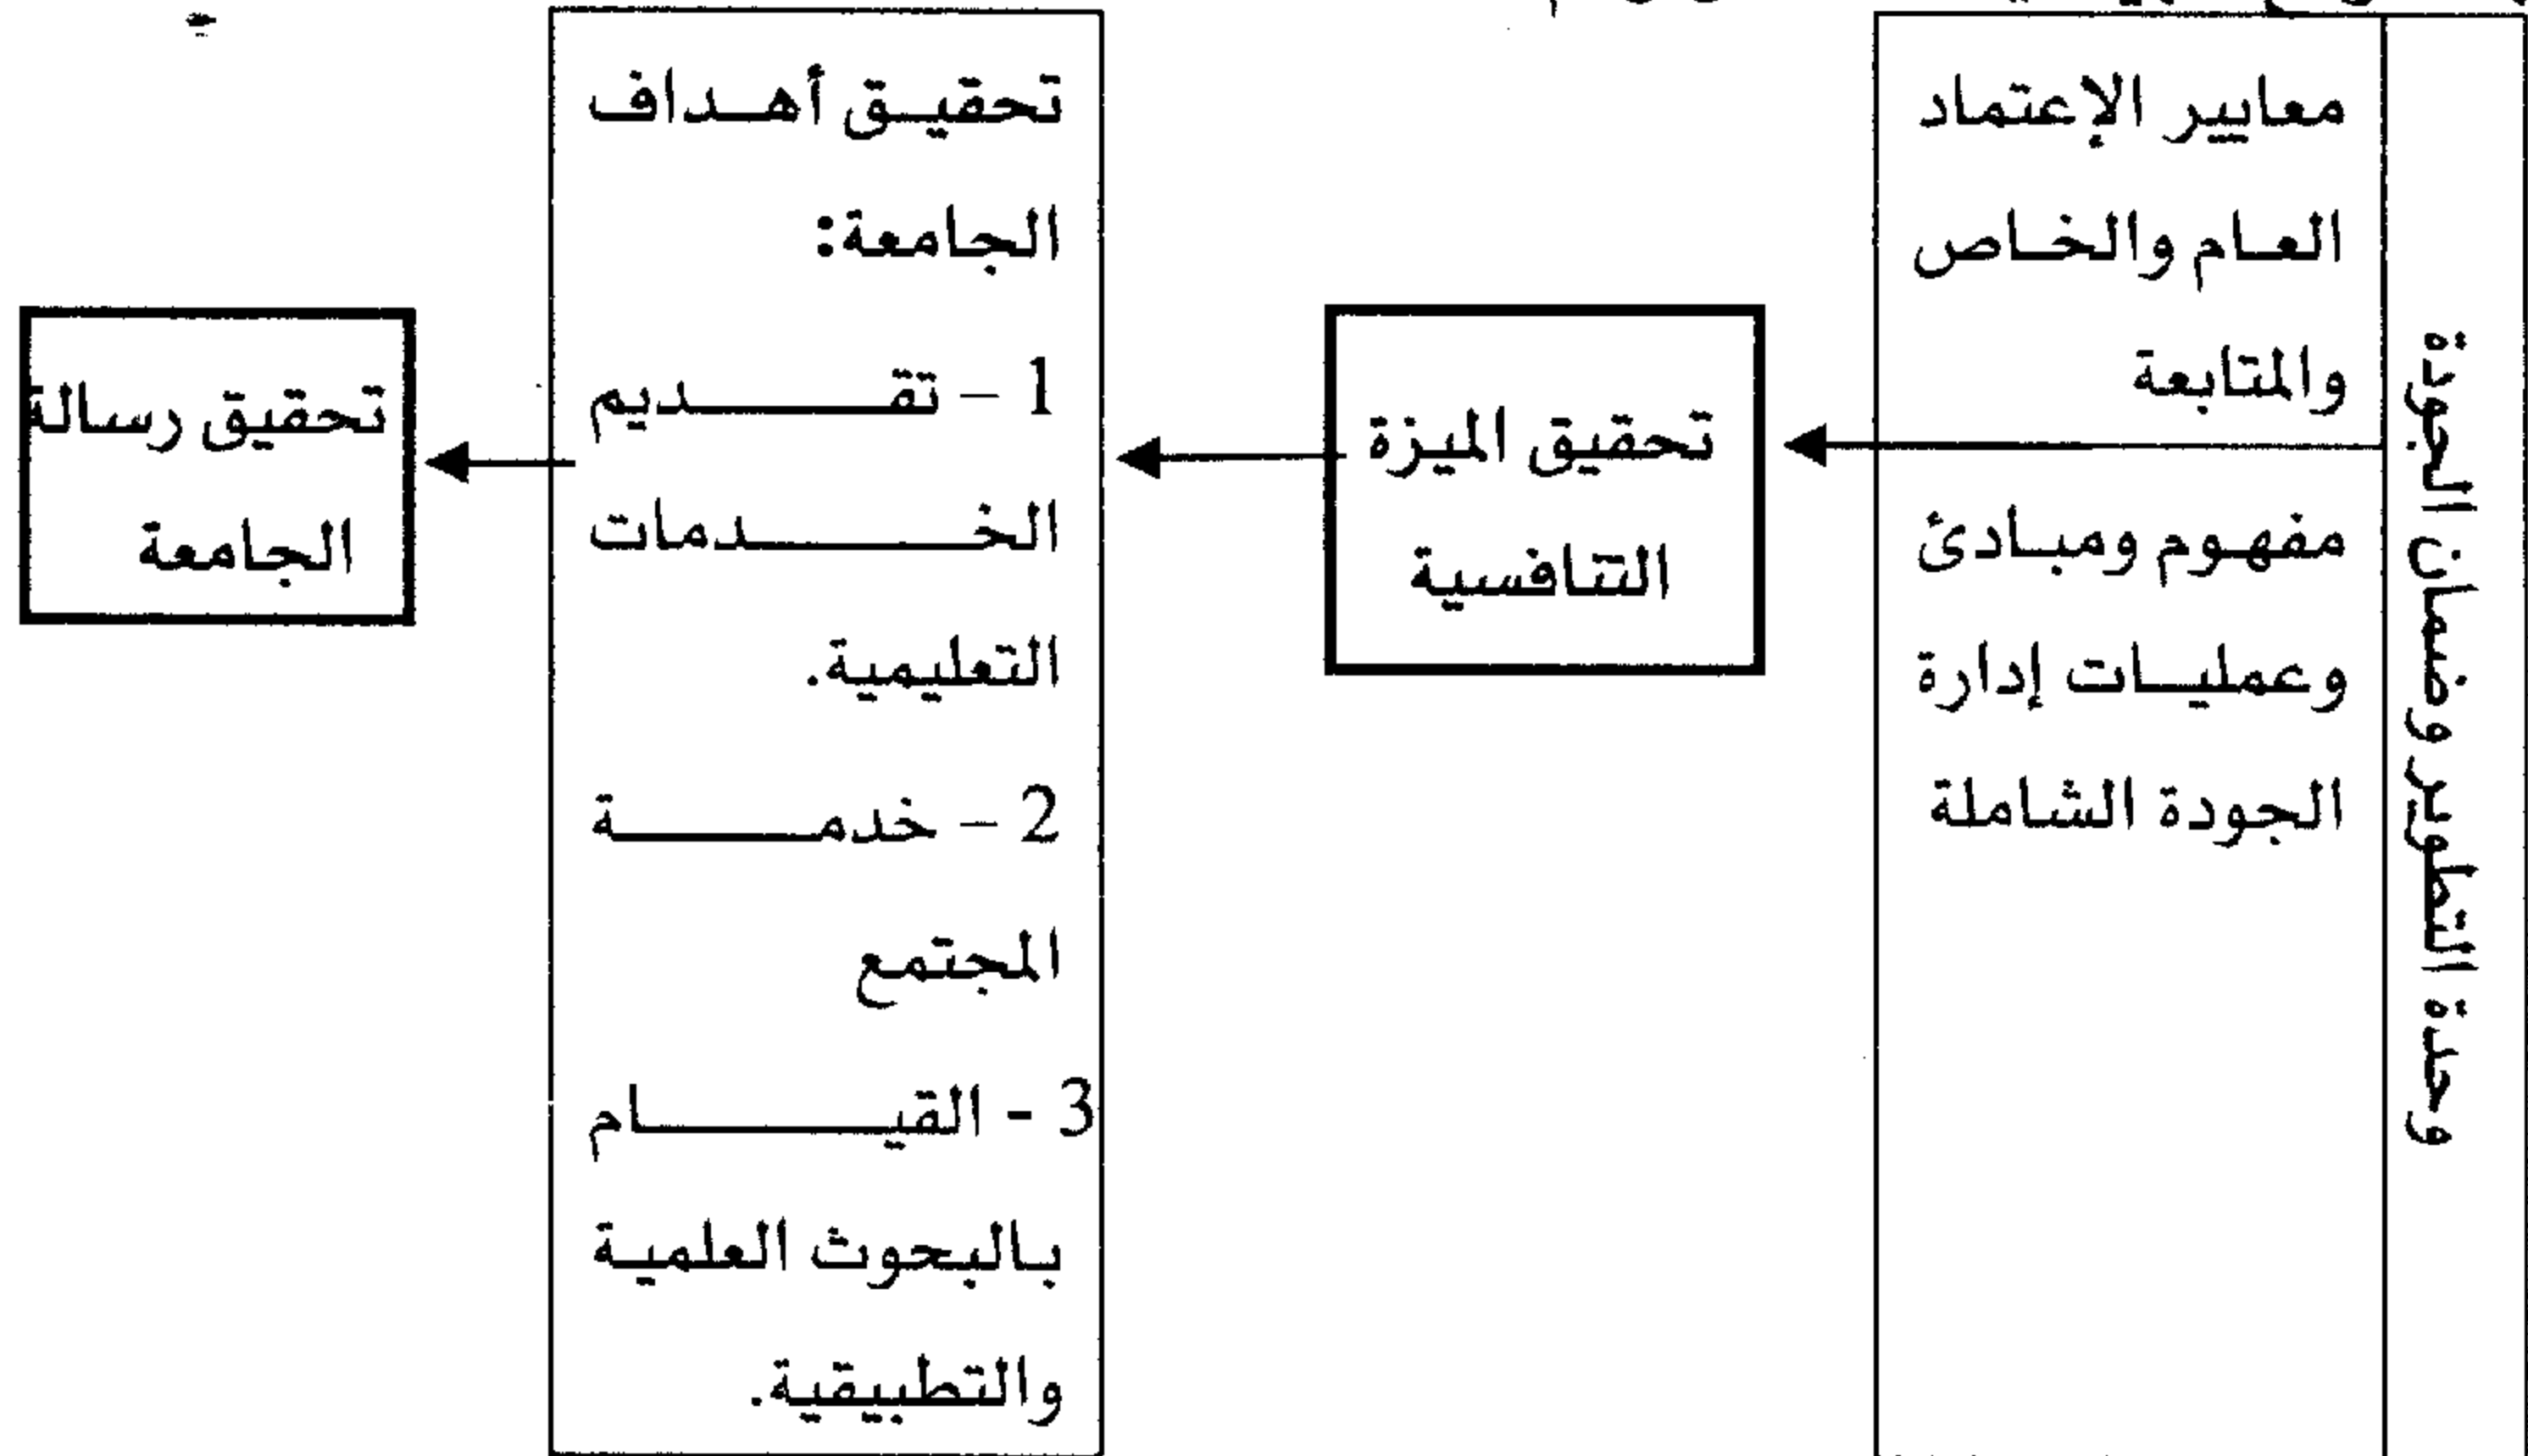 وحدة التطوير وضمان الجودة
معايير الإعتماد
العام والخاص
والمتابعة
مفهوم ومبادئ
وعمليات إدارة
الجودة الشاملة
تحقيق الميزة
التنافسية
تحقيق أهداف
الجامعة:
1 – تقديم
الخدمات
التعليمية.
2 – خدمة
المجتمع
3 - القيام
بالبحوث العلمية
والتطبيقية.
تحقيق رسالة
الجامعة